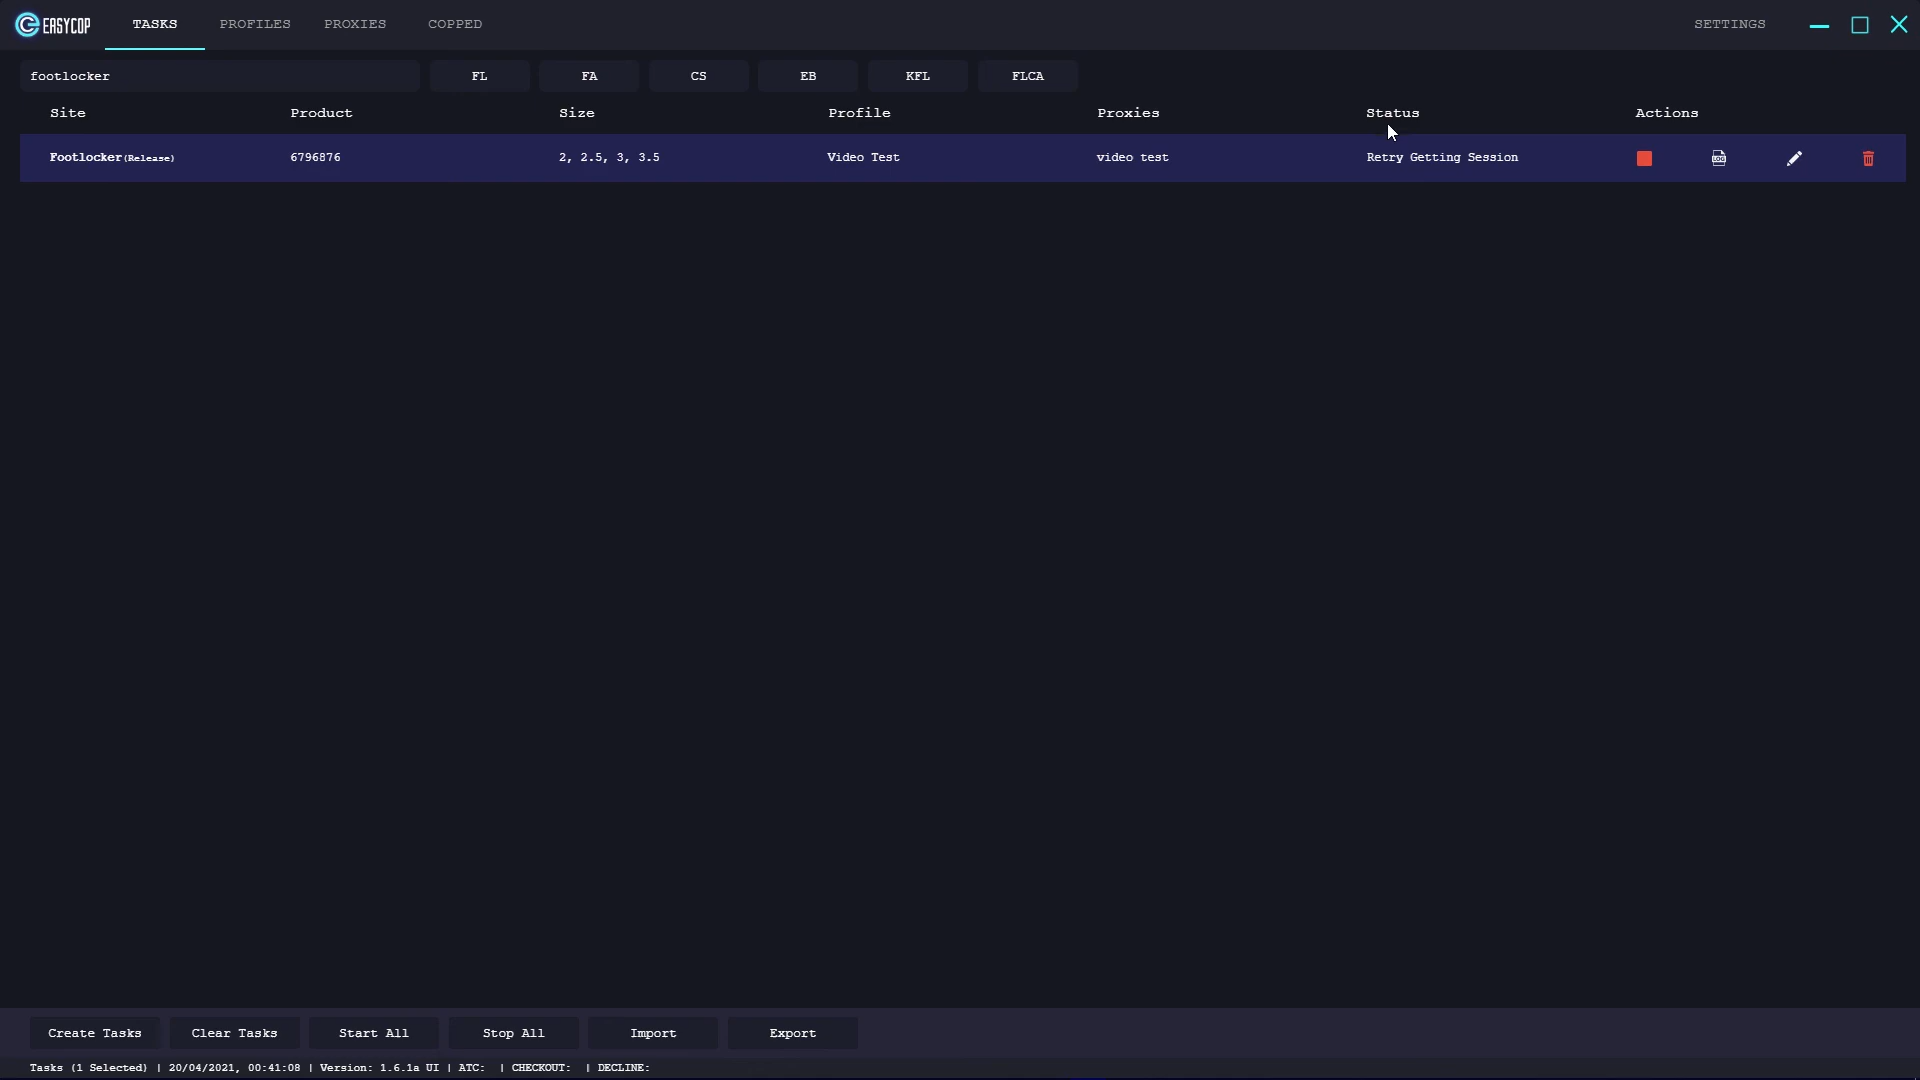 EASYCOP TASKS PROFILES PROXIES COPPED SETTINGS
footlocker FL FA CS EB KFL FLCA
Site Product Size Profile Proxies Status Actions
Footlocker(Release) 6796876 2, 2.5, 3, 3.5 Video Test video test Retry Getting Session LOG
Create Tasks Clear Tasks Start All Stop All Import Export
Tasks (1 Selected) | 20/04/2021, 00:41:08 | Version: 1.6.1a UI | ATC: | CHECKOUT: | DECLINE: